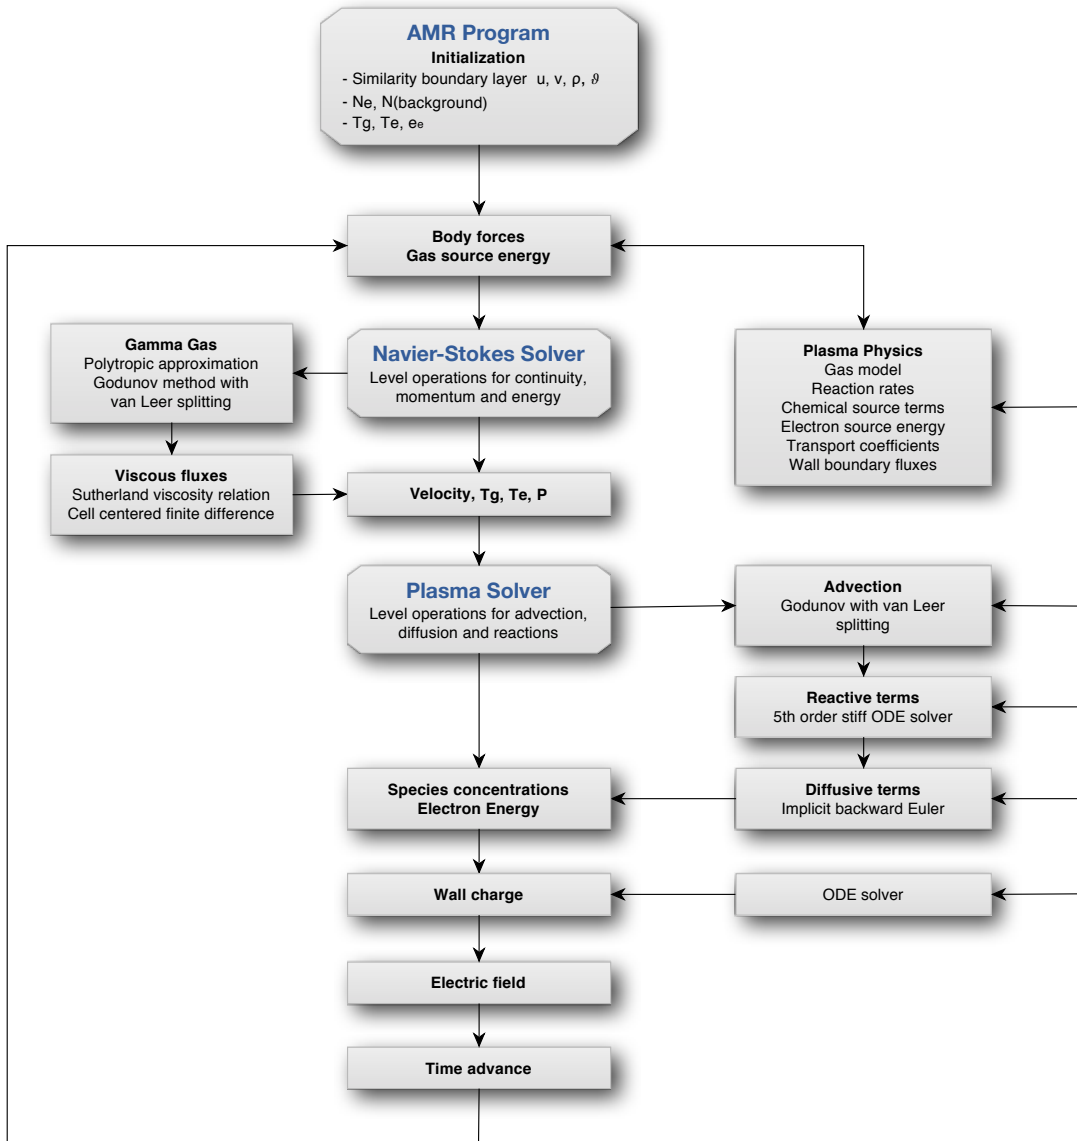 AMR Program
Initialization
- Similarity boundary layer u, v, ρ, ϑ
- Ne, N(background)
- Tg, Te, ee
Body forces
Gas source energy
Gamma Gas
Polytropic approximation
Godunov method with
van Leer splitting
Navier-Stokes Solver
Level operations for continuity,
momentum and energy
Plasma Physics
Gas model
Reaction rates
Chemical source terms
Electron source energy
Transport coefficients
Wall boundary fluxes
Viscous fluxes
Sutherland viscosity relation
Cell centered finite difference
Velocity, Tg, Te, P
Plasma Solver
Level operations for advection,
diffusion and reactions
Advection
Godunov with van Leer
splitting
Reactive terms
5th order stiff ODE solver
Species concentrations
Electron Energy
Diffusive terms
Implicit backward Euler
Wall charge
ODE solver
Electric field
Time advance